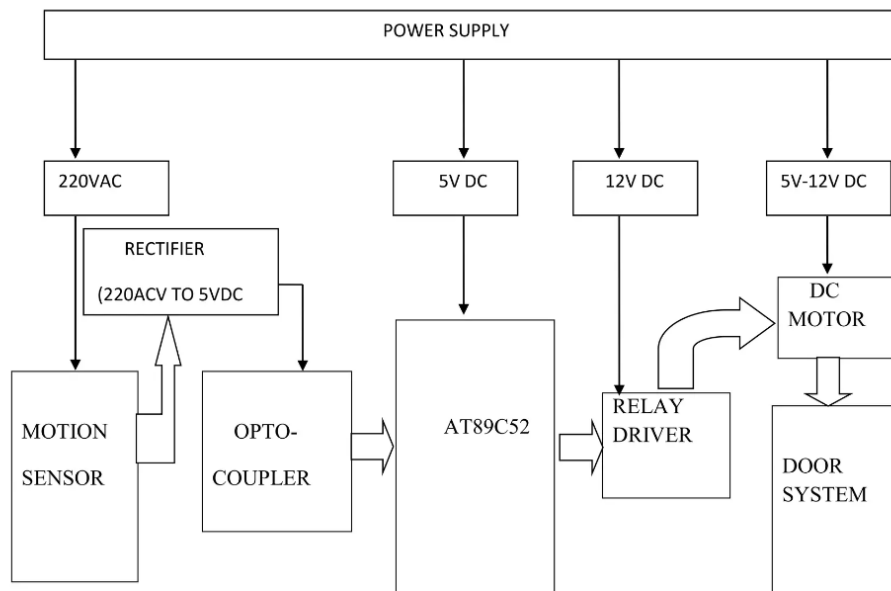 POWER SUPPLY
220VAC
5V DC
12V DC
5V-12V DC
RECTIFIER
(220ACV TO 5VDC
DC
MOTOR
MOTION
SENSOR
OPTO-
COUPLER
AT89C52
RELAY
DRIVER
DOOR
SYSTEM